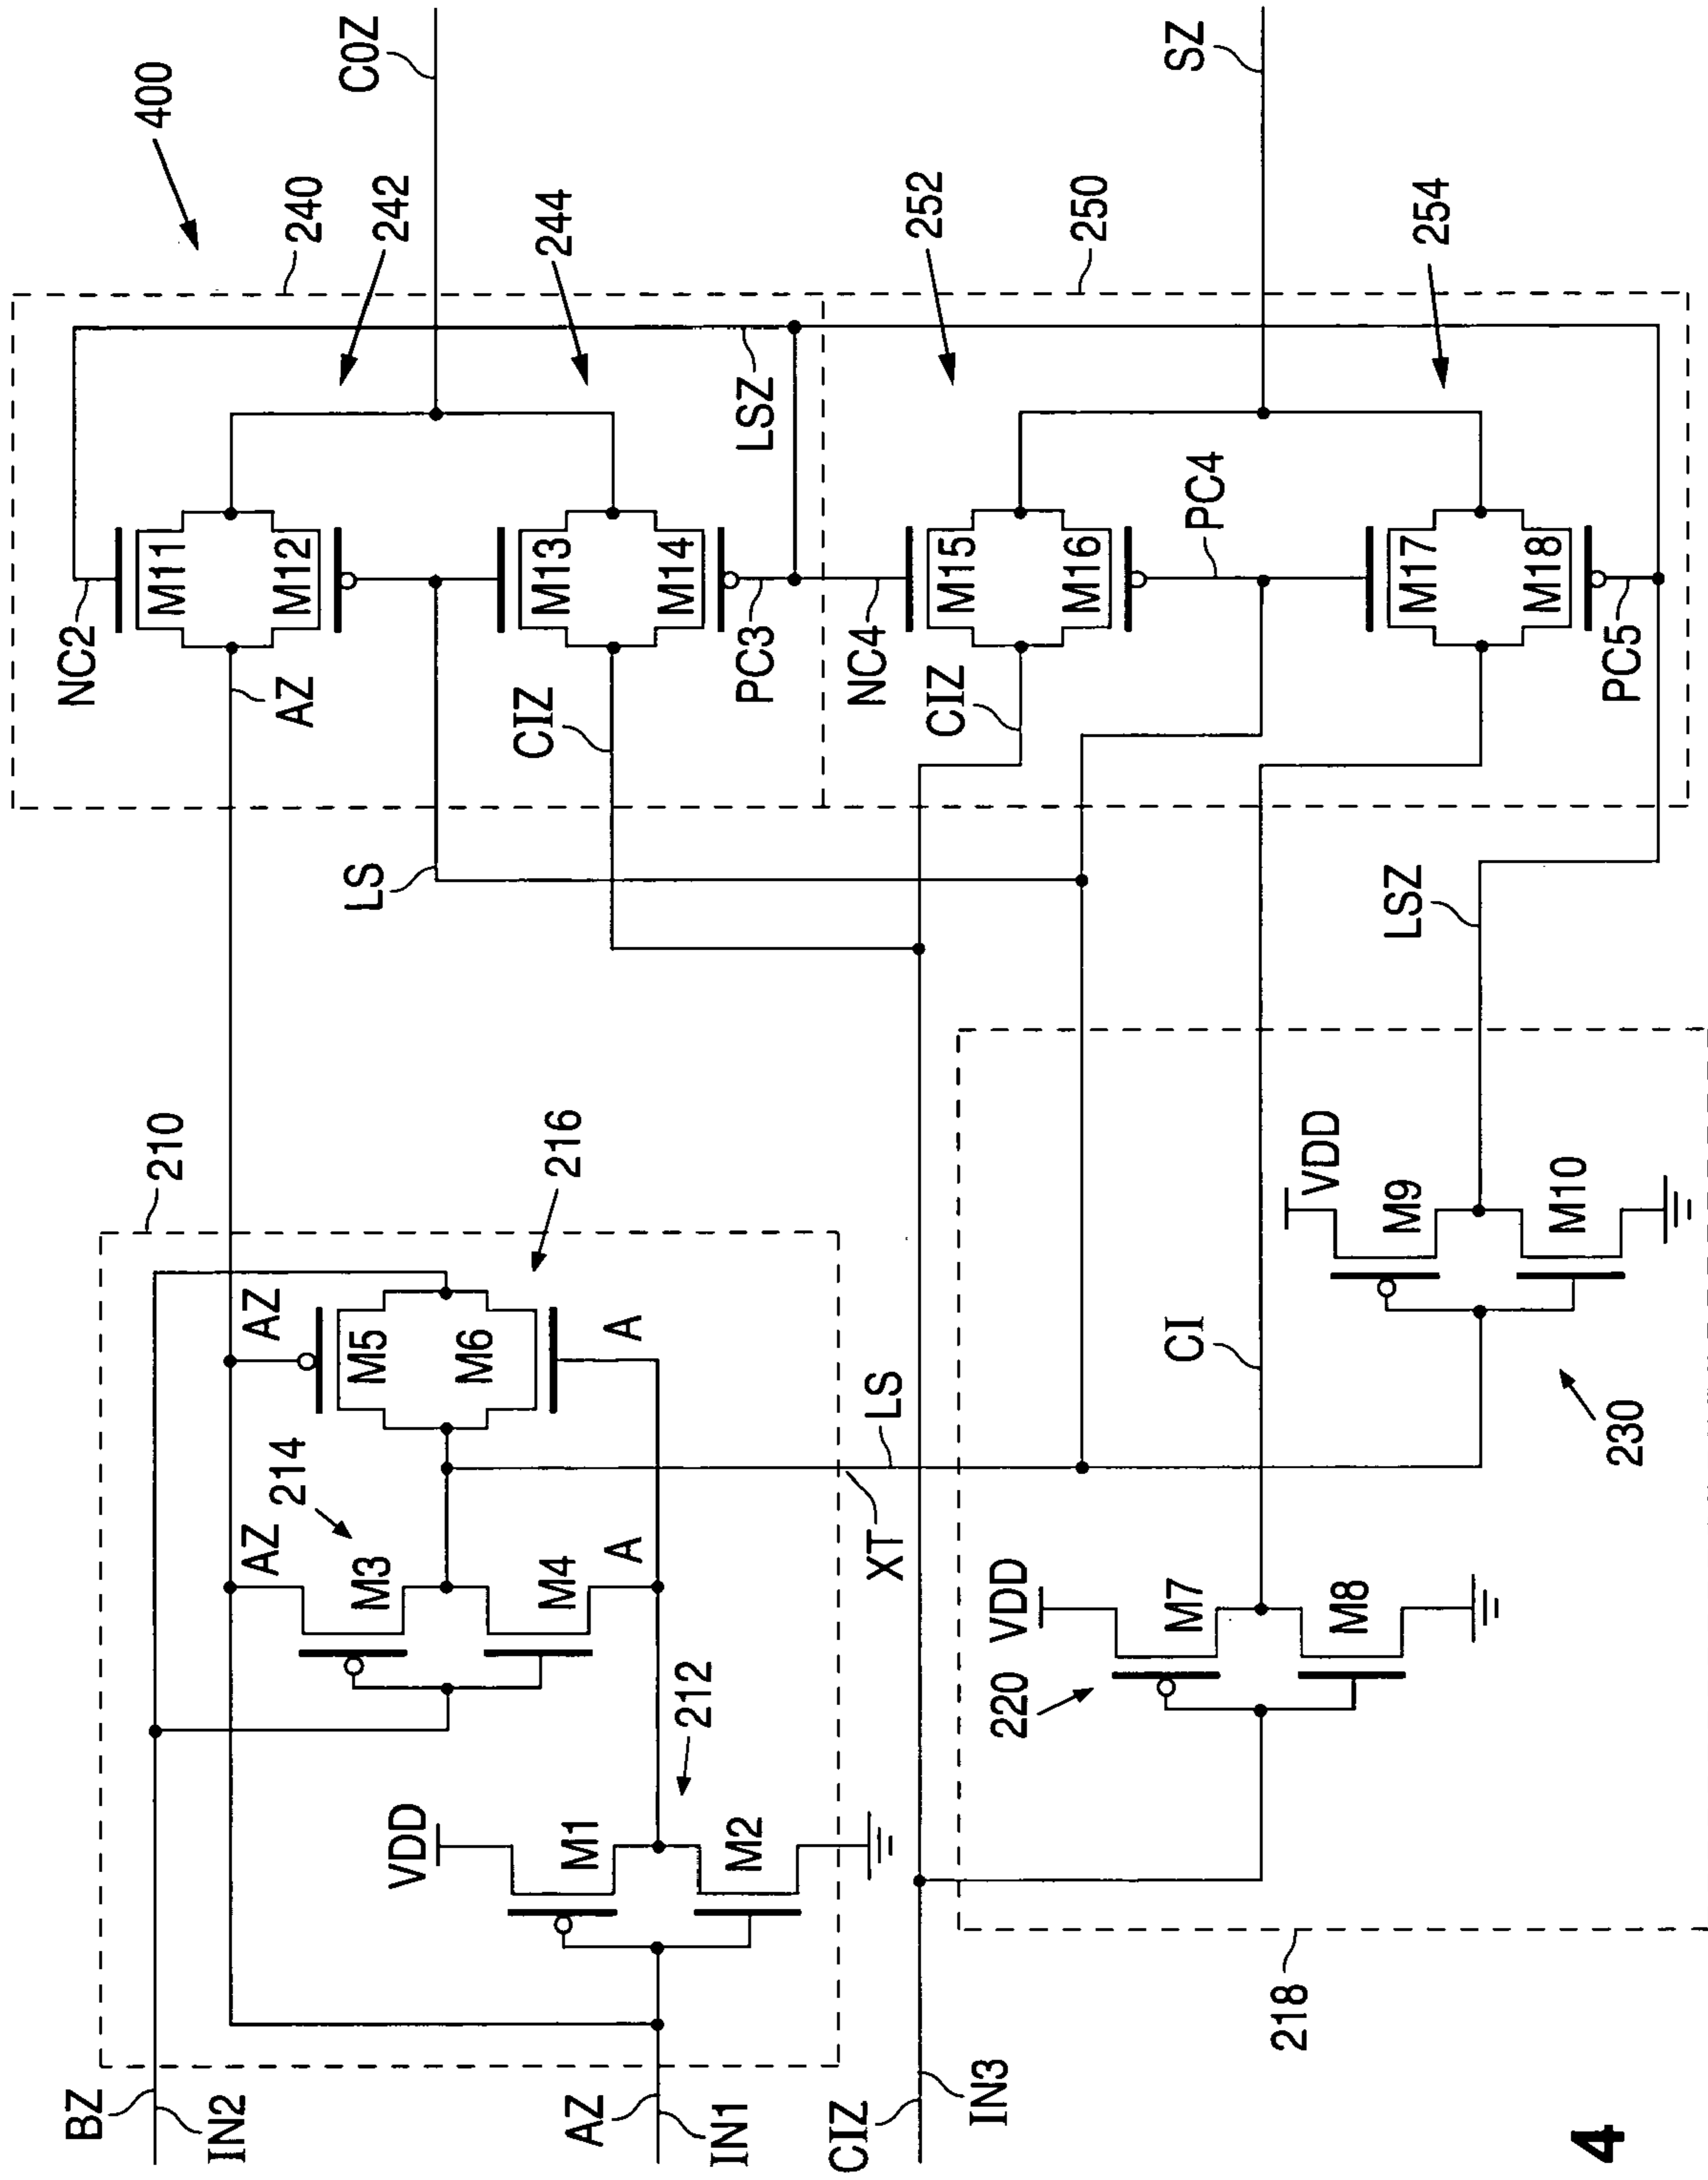 400
240
242
C0Z
244
NC2
M11
M12
AZ
LSZ
M13
M14
CIZ
PC3
LS
252
250
NC4
M15
M16
CIZ
SZ
PC4
254
M17
M18
PC5
LSZ
210
216
BZ
IN2
AZ
AZ
214
M5
M6
M3
M4
A
A
VDD
212
M1
M2
AZ
IN1
XT
LS
CIZ
IN3
VDD
220
M7
M8
CI
VDD
M9
M10
230
218
4